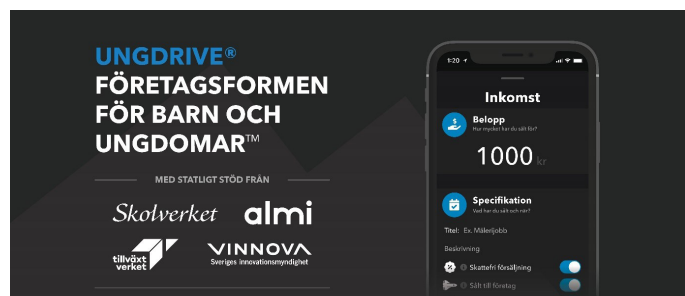 UNGDRIVE®
FÖRETAGSFORMEN
FÖR BARN OCH
UNGDOMAR™
MED STATLIGT STÖD FRÅN
Skolverket
almi
tillväxt
verket
VINNOVA
Sveriges innovationsmyndighet
1:20
Inkomst
Belopp
Hur mycket har du sålt för?
1000 kr
Specifikation
Vad har du sålt och när?
Titel: Ex. Målerijobb
Beskrivning
Skattefri försäljning
Sålt till företag